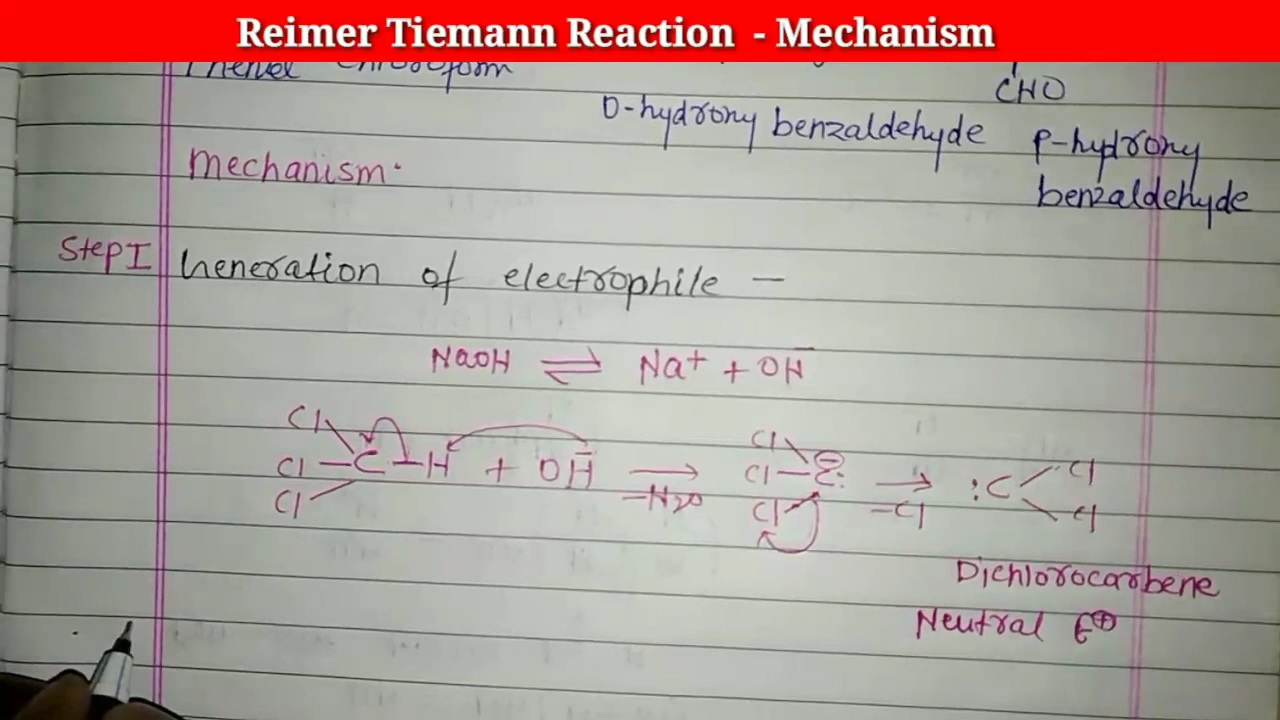 Reimer Tiemann Reaction - Mechanism
Chloroform
CHO
O-hydroxy benzaldehyde
P-hydroxy
benzaldehyde
Mechanism.
Step I Generation of electrophile —
NaOH ⇌ Na+ + OH-
Cl Cl
Cl — C — H + OH- → Cl — C:⊖ → :C Cl
Cl -H2O Cl -Cl Cl
Dichlorocarbene
Neutral E⊕